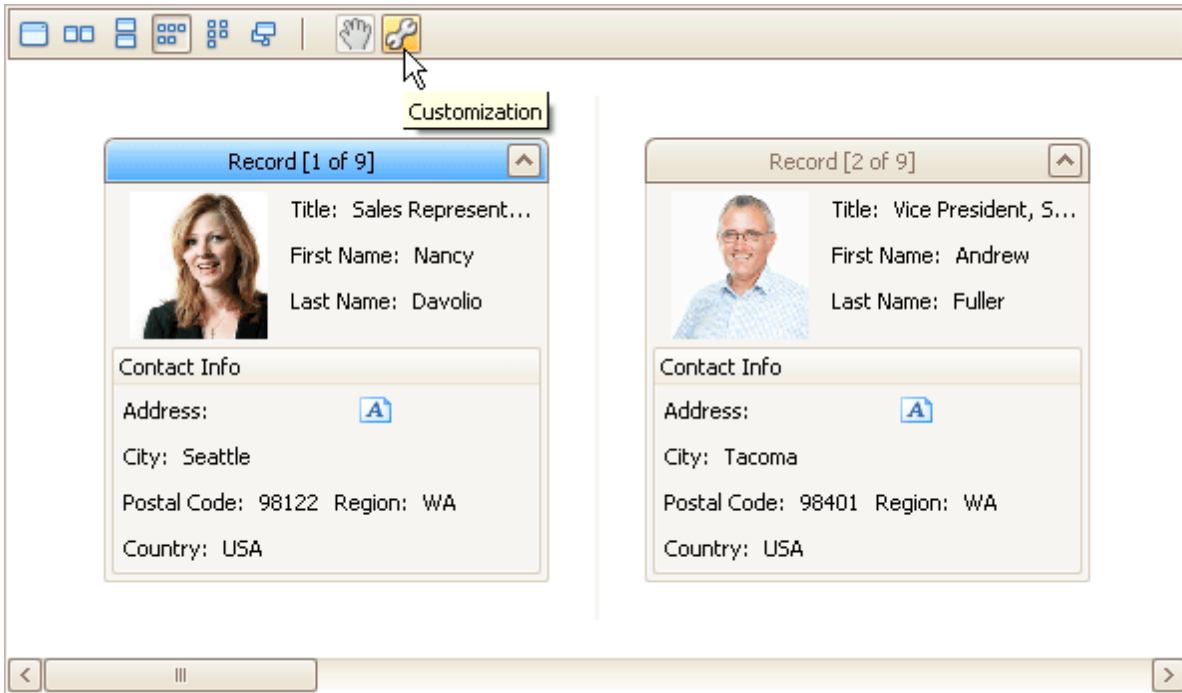 Customization
Record [1 of 9]
Title: Sales Represent...
First Name: Nancy
Last Name: Davolio
Contact Info
Address: A
City: Seattle
Postal Code: 98122 Region: WA
Country: USA
Record [2 of 9]
Title: Vice President, S...
First Name: Andrew
Last Name: Fuller
Contact Info
Address: A
City: Tacoma
Postal Code: 98401 Region: WA
Country: USA